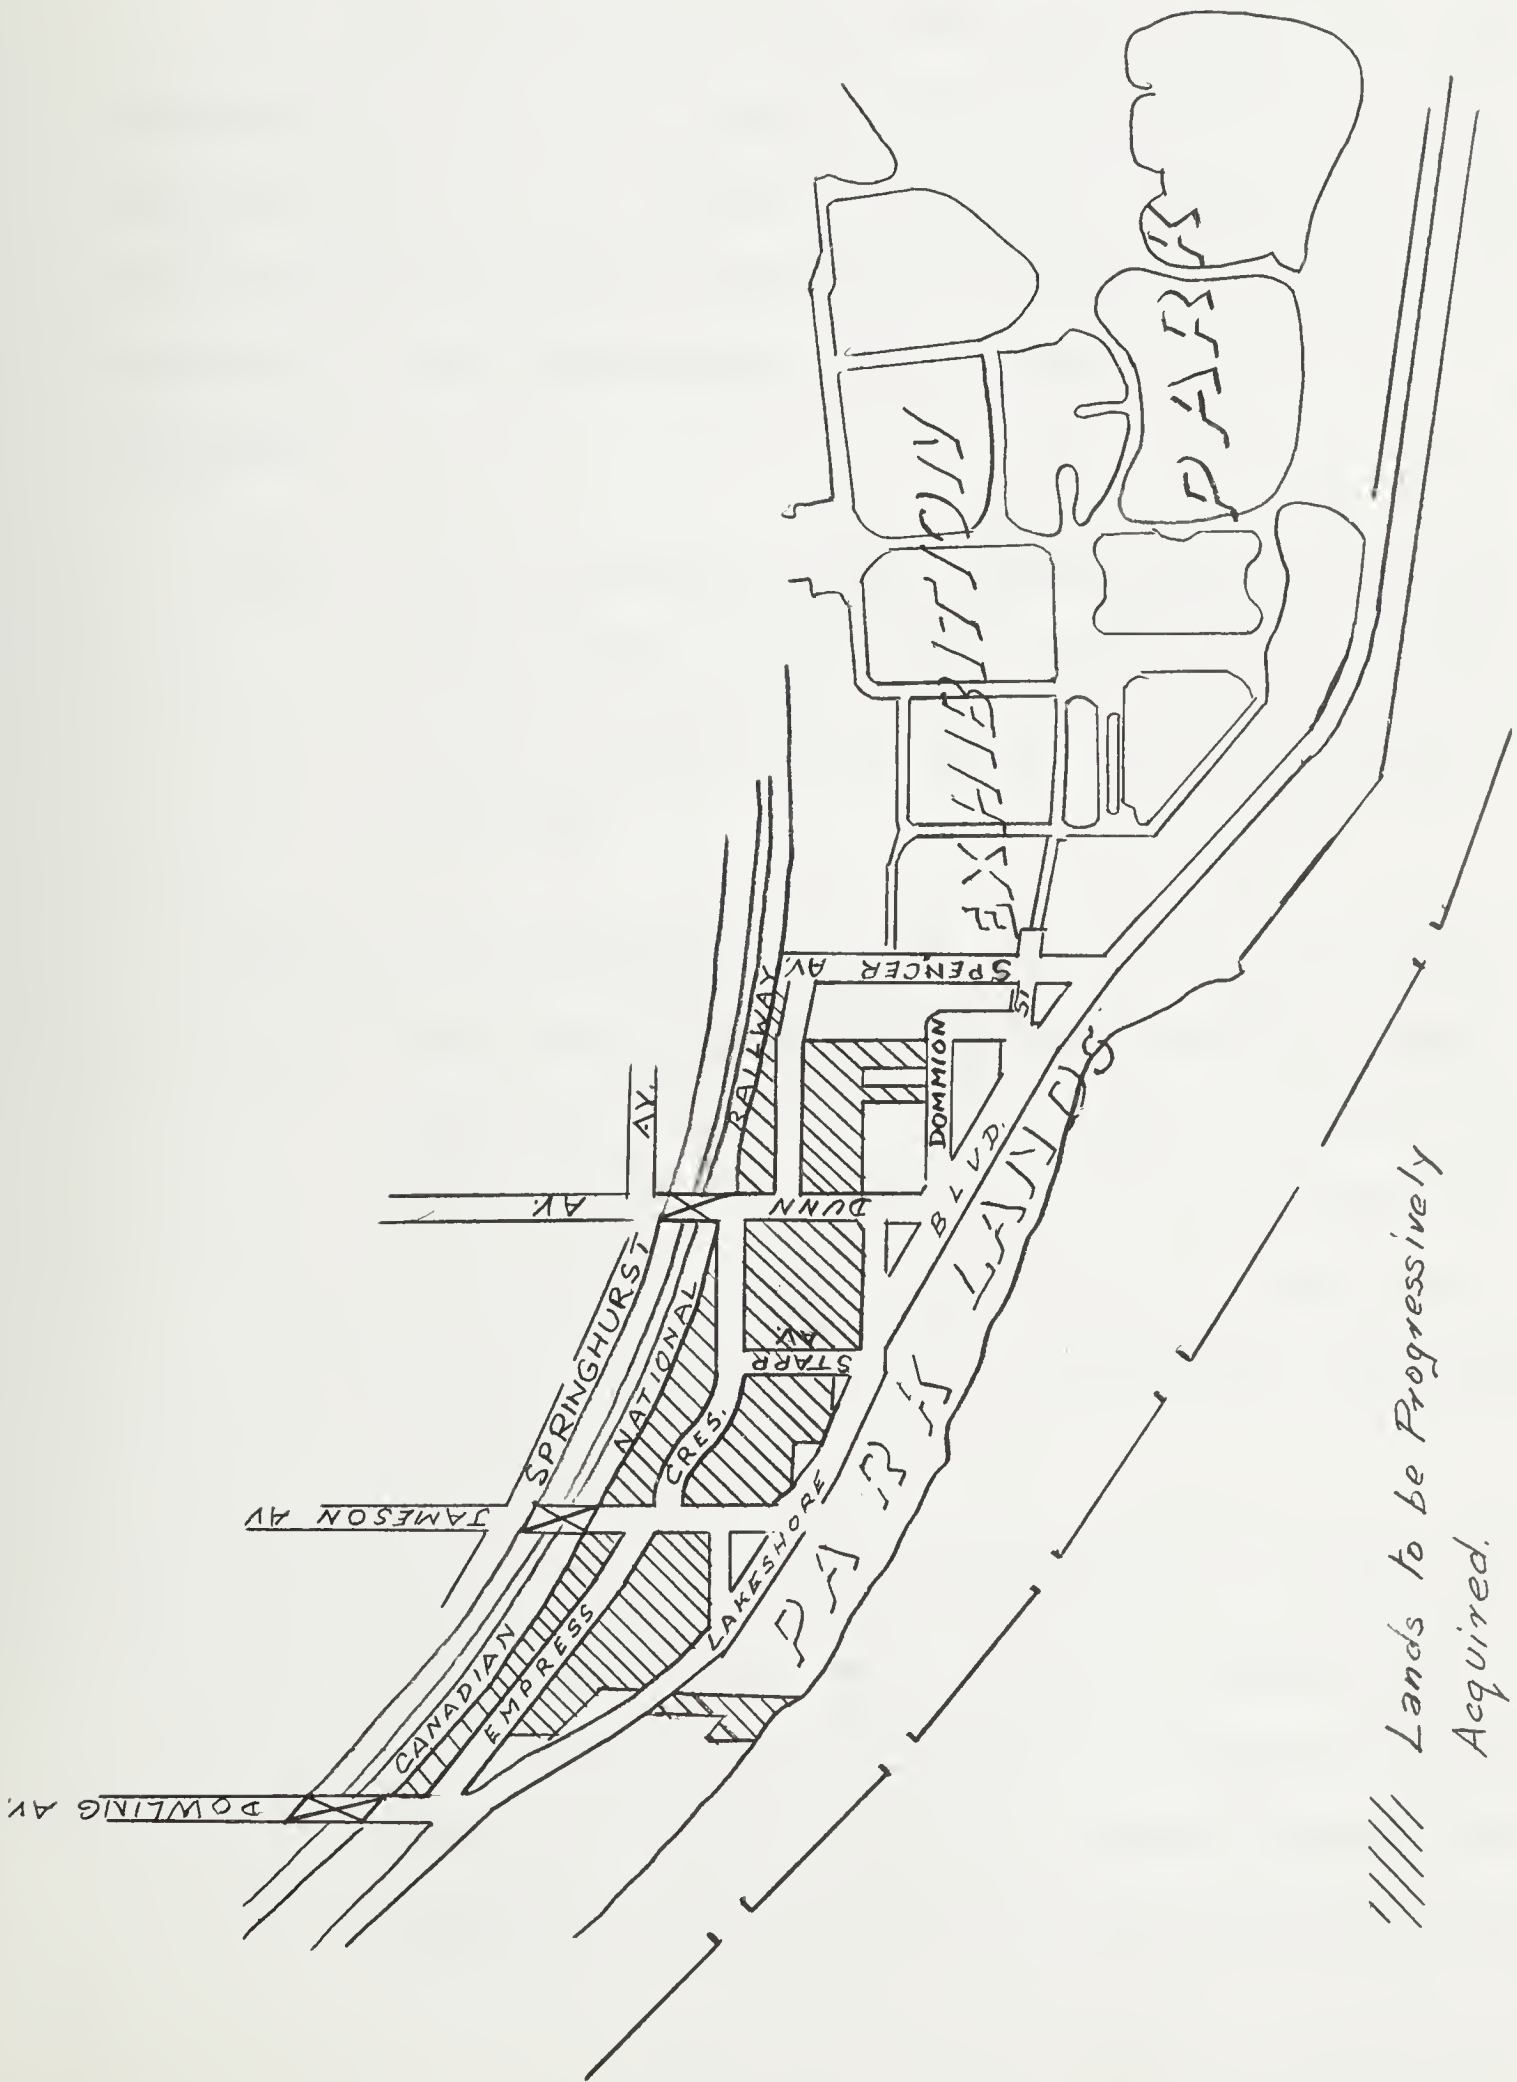 DOWLING AV.
JAMESON AV
AV.
DUNN
SPRINGHURST
AV.
CANADIAN
NATIONAL
RAILWAY
EMPRESS
CRES.
STARR
AV.
SPENCER AV.
DOMMION
ST
LAKESHORE
BLVD.
PARK LANDS
EXHIBITION
PARK
Lands to be Progressively
Acquired.